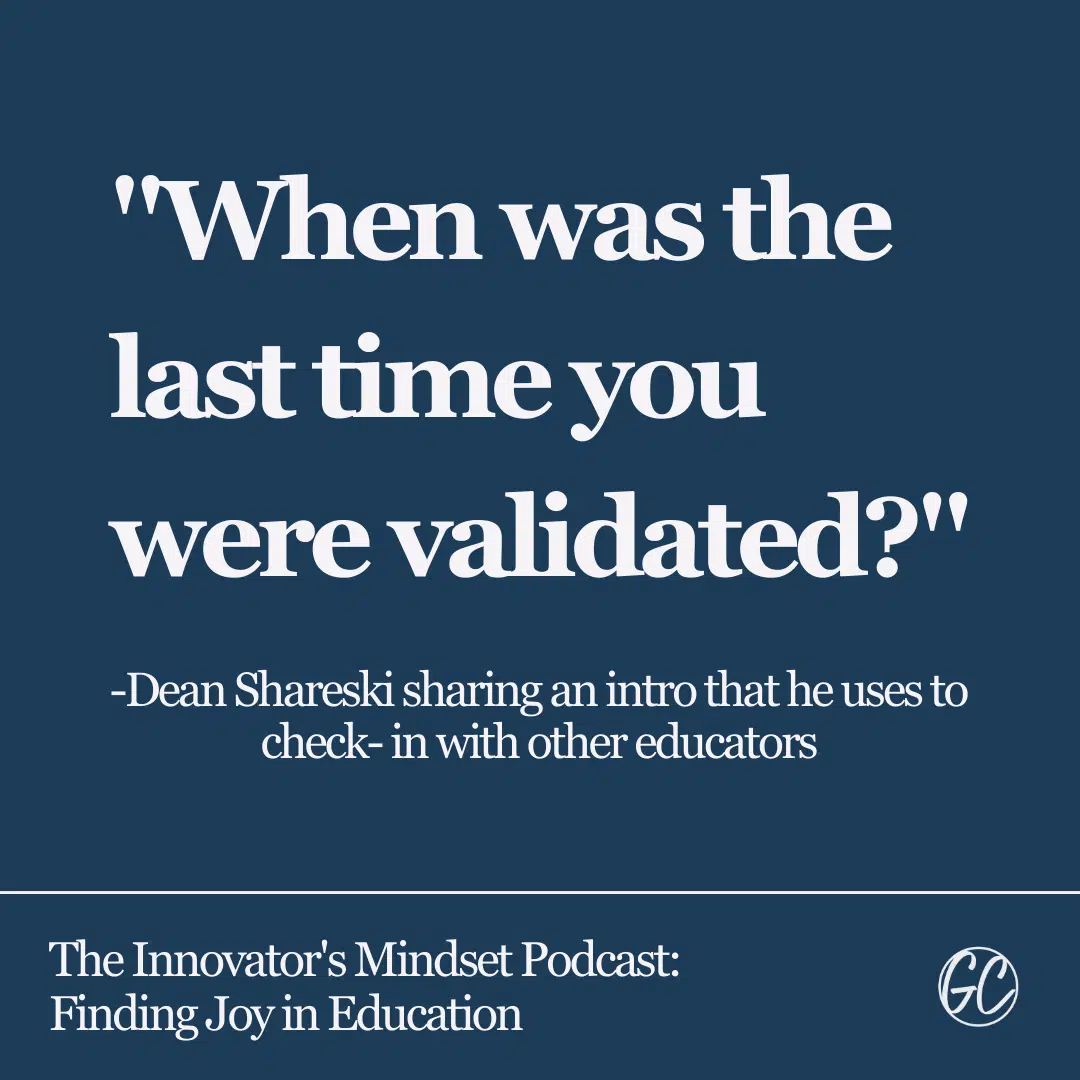 "When was the
last time you
were validated?"
-Dean Shareski sharing an intro that he uses to
check- in with other educators
The Innovator's Mindset Podcast:
Finding Joy in Education
GC